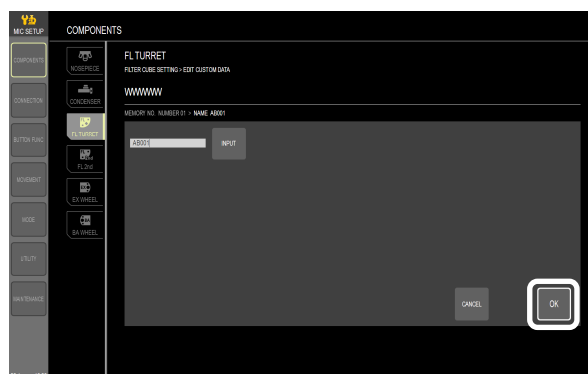 MIC SETUP
COMPONENTS
COMPONENTS
CONNECTION
BUTTON FUNC
MOVEMENT
MODE
UTILITY
MAINTENANCE
NOSEPIECE
CONDENSER
FL TURRET
FL 2nd
EX WHEEL
BA WHEEL
FL TURRET
FILTER CUBE SETTING > EDIT CUSTOM DATA
WWWWWW
MEMORY NO. NUMBER 01 > NAME AB001
AB001
INPUT
CANCEL
OK